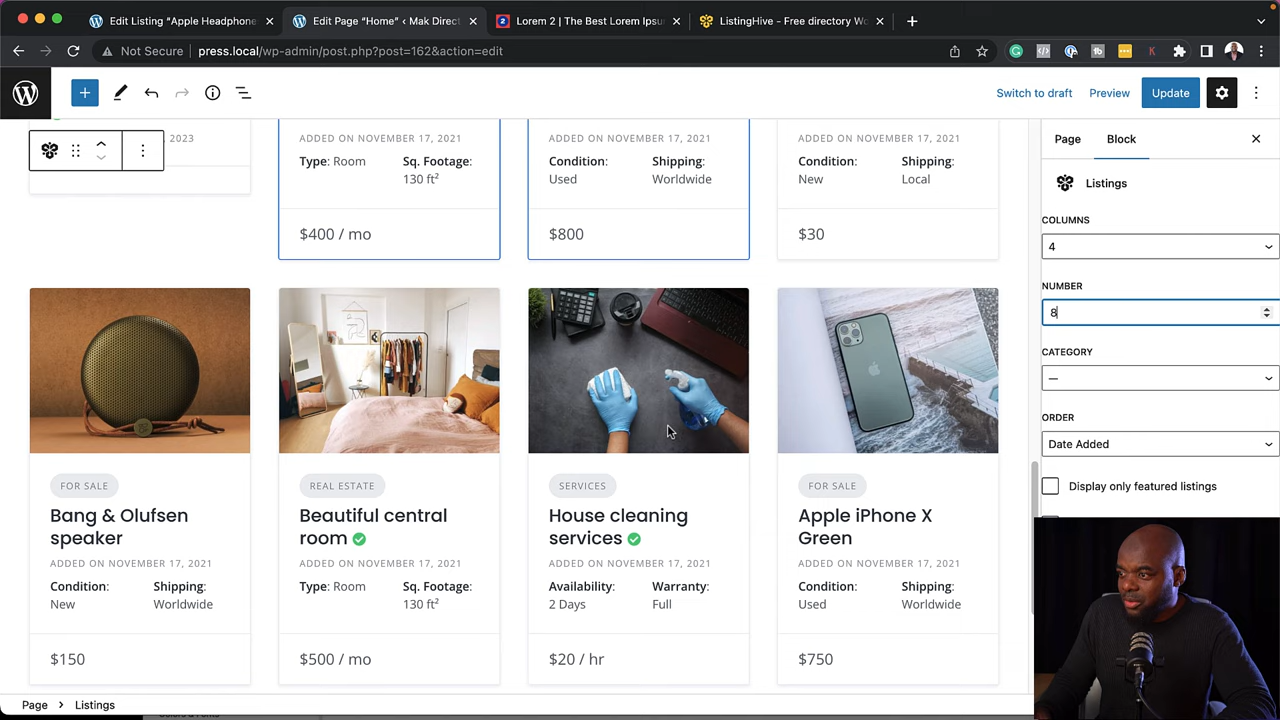 Edit Listing "Apple Headphone
Edit Page "Home" ‹ Mak Direct
Lorem 2 | The Best Lorem Ipsu
ListingHive - Free directory Wo
Not Secure
press.local/wp-admin/post.php?post=162&action=edit
Switch to draft
Preview
Update
2023
ADDED ON NOVEMBER 17, 2021
Type: Room
Sq. Footage:
130 ft²
$400 / mo
ADDED ON NOVEMBER 17, 2021
Condition:
Used
Shipping:
Worldwide
$800
ADDED ON NOVEMBER 17, 2021
Condition:
New
Shipping:
Local
$30
FOR SALE
Bang & Olufsen
speaker
ADDED ON NOVEMBER 17, 2021
Condition:
New
Shipping:
Worldwide
$150
REAL ESTATE
Beautiful central
room
ADDED ON NOVEMBER 17, 2021
Type: Room
Sq. Footage:
130 ft²
$500 / mo
SERVICES
House cleaning
services
ADDED ON NOVEMBER 17, 2021
Availability:
2 Days
Warranty:
Full
$20 / hr
FOR SALE
Apple iPhone X
Green
ADDED ON NOVEMBER 17, 2021
Condition:
Used
Shipping:
Worldwide
$750
Page
Block
Listings
COLUMNS
4
NUMBER
8
CATEGORY
—
ORDER
Date Added
Display only featured listings
Page > Listings